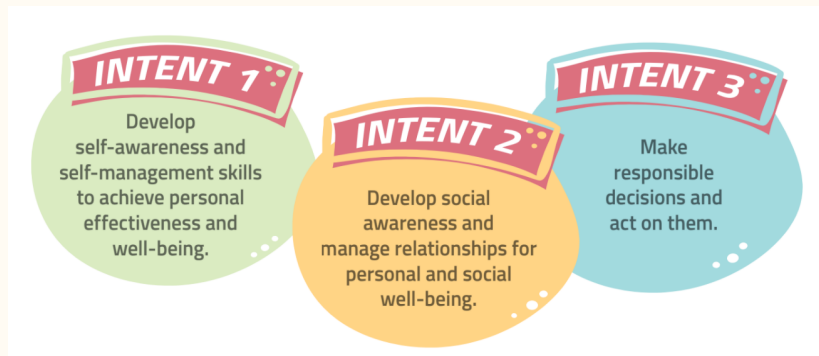 INTENT 1
Develop
self-awareness and
self-management skills
to achieve personal
effectiveness and
well-being.
INTENT 2
Develop social
awareness and
manage relationships for
personal and social
well-being.
INTENT 3
Make
responsible
decisions and
act on them.